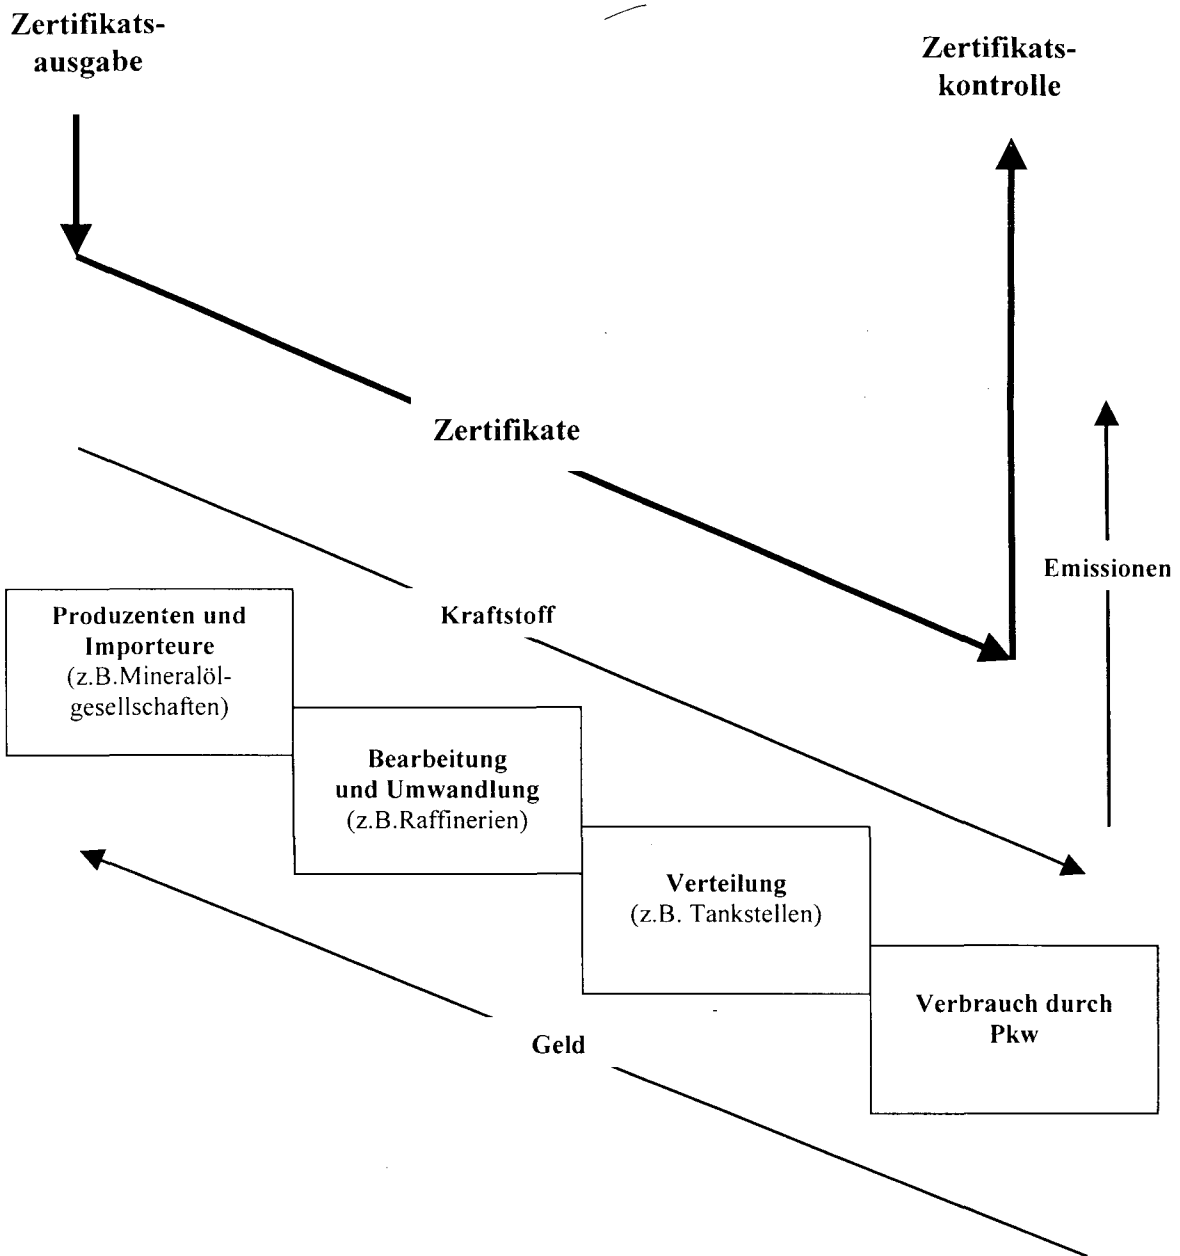 Zertifikats-
ausgabe
Zertifikats-
kontrolle
Zertifikate
Emissionen
Kraftstoff
Produzenten und
Importeure
(z.B.Mineralöl-
gesellschaften)
Bearbeitung
und Umwandlung
(z.B.Raffinerien)
Verteilung
(z.B. Tankstellen)
Verbrauch durch
Pkw
Geld